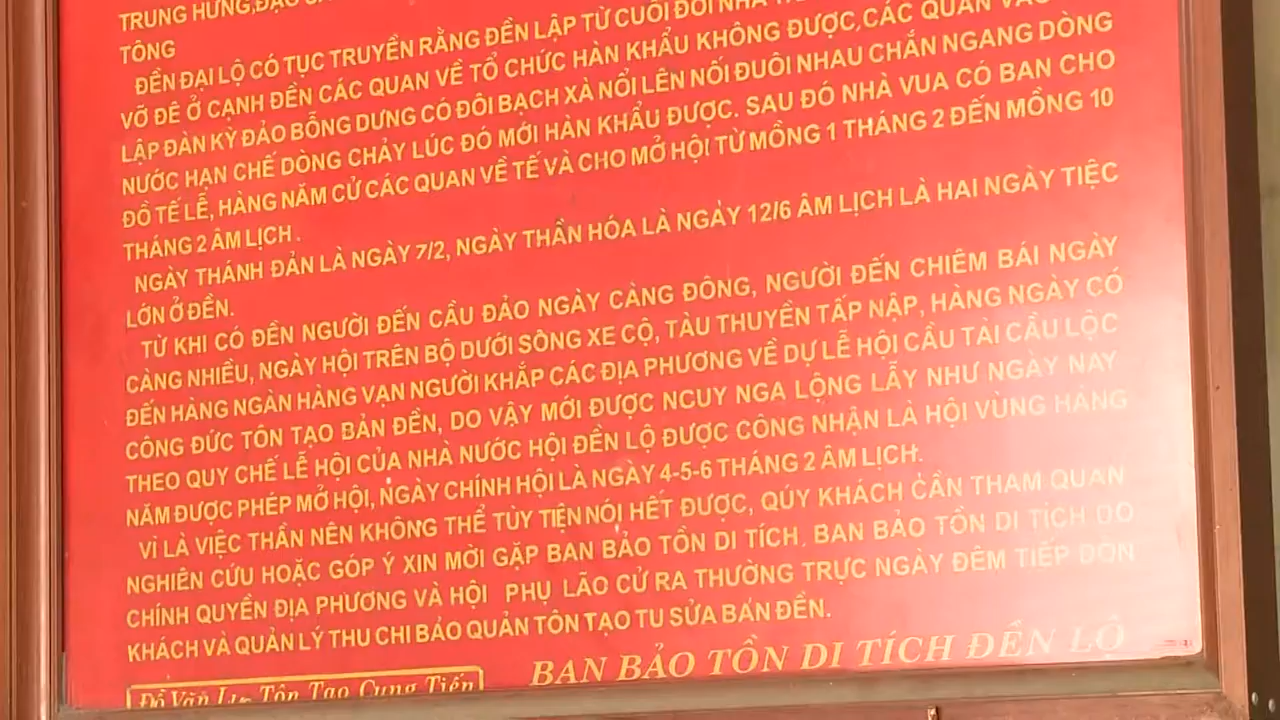 TRUNG HƯNG,ĐẠO
TÔNG
ĐỀN ĐẠI LỘ CÓ TỤC TRUYỀN RẰNG ĐỀN LẬP TỪ CUỐI ĐỜI NHÀ
VỠ ĐÊ Ở CẠNH ĐỀN CÁC QUAN VỀ TỔ CHỨC HÀN KHẨU KHÔNG ĐƯỢC,CÁC QUAN
LẬP ĐÀN KỲ ĐẢO BỖNG DƯNG CÓ ĐÔI BẠCH XÀ NỔI LÊN NỐI ĐUÔI NHAU CHẮN NGANG DÒNG
NƯỚC HẠN CHẾ DÒNG CHẢY LÚC ĐÓ MỚI HÀN KHẨU ĐƯỢC. SAU ĐÓ NHÀ VUA CÓ BAN CHO
ĐỒ TẾ LỄ, HÀNG NĂM CỬ CÁC QUAN VỀ TẾ VÀ CHO MỞ HỘI TỪ MỒNG 1 THÁNG 2 ĐẾN MỒNG 10
THÁNG 2 ÂM LỊCH.
NGÀY THÁNH ĐẢN LÀ NGÀY 7/2, NGÀY THẦN HÓA LÀ NGÀY 12/6 ÂM LỊCH LÀ HAI NGÀY TIỆC
LỚN Ở ĐỀN.
TỪ KHI CÓ ĐỀN NGƯỜI ĐẾN CẦU ĐẢO NGÀY CÀNG ĐÔNG, NGƯỜI ĐẾN CHIÊM BÁI NGÀY
CÀNG NHIỀU, NGÀY HỘI TRÊN BỘ DƯỚI SÔNG XE CỘ, TÀU THUYỀN TẤP NẬP, HÀNG NGÀY CÓ
ĐẾN HÀNG NGÀN HÀNG VẠN NGƯỜI KHẮP CÁC ĐỊA PHƯƠNG VỀ DỰ LỄ HỘI CẦU TÀI CẦU LỘC
CÔNG ĐỨC TÔN TẠO BẢN ĐỀN, DO VẬY MỚI ĐƯỢC NCUY NGA LỘNG LẪY NHƯ NGÀY NAY
THEO QUY CHẾ LỄ HỘI CỦA NHÀ NƯỚC HỘI ĐỀN LỘ ĐƯỢC CÔNG NHẬN LÀ HỘI VÙNG HÀNG
NĂM ĐƯỢC PHÉP MỞ HỘI, NGÀY CHÍNH HỘI LÀ NGÀY 4-5-6 THÁNG 2 ÂM LỊCH.
VÌ LÀ VIỆC THẦN NÊN KHÔNG THỂ TÙY TIỆN NÓI HẾT ĐƯỢC, QÚY KHÁCH CẦN THAM QUAN
NGHIÊN CỨU HOẶC GÓP Ý XIN MỜI GẶP BAN BẢO TỒN DI TÍCH. BAN BẢO TỒN DI TÍCH DO
CHÍNH QUYỀN ĐỊA PHƯƠNG VÀ HỘI PHỤ LÃO CỬ RA THƯỜNG TRỰC NGÀY ĐÊM TIẾP ĐÓN
KHÁCH VÀ QUẢN LÝ THU CHI BẢO QUẢN TÔN TẠO TU SỬA BẢN ĐỀN.
BAN BẢO TỒN DI TÍCH ĐỀN LỘ
Đỗ Văn Tôn Tạo Cung Tiến